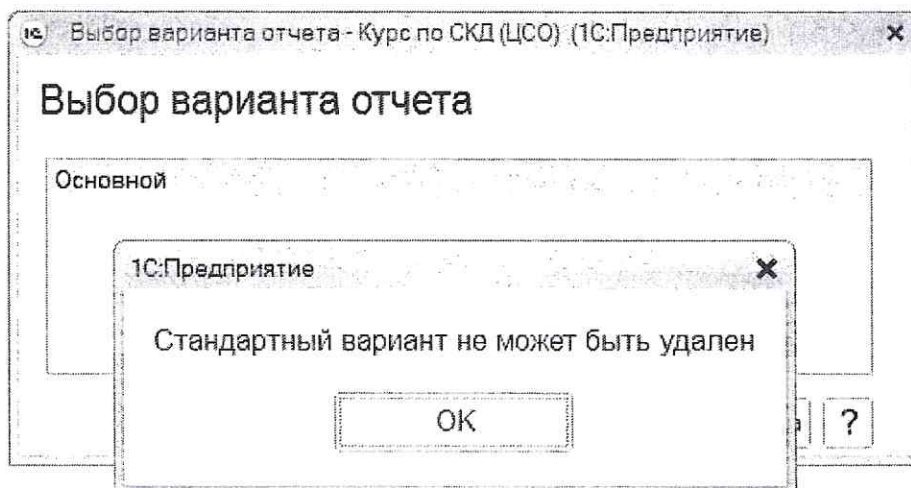 1С Выбор варианта отчета - Курс по СКД (ЦСО) (1С:Предприятие)
Выбор варианта отчета
Основной
1С:Предприятие
Стандартный вариант не может быть удален
OK
?